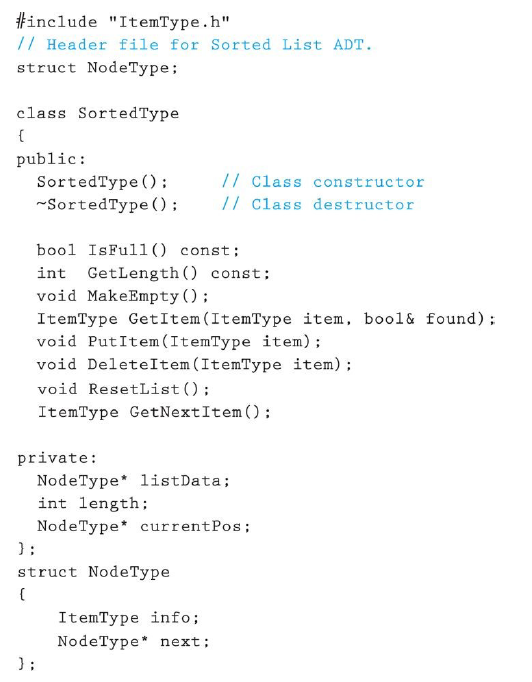 #include "ItemType.h"
// Header file for Sorted List ADT.
struct NodeType;

class SortedType
{
public:
  SortedType();     // Class constructor
  ~SortedType();    // Class destructor

  bool IsFull() const;
  int  GetLength() const;
  void MakeEmpty();
  ItemType GetItem(ItemType item, bool& found);
  void PutItem(ItemType item);
  void DeleteItem(ItemType item);
  void ResetList();
  ItemType GetNextItem();

private:
  NodeType* listData;
  int length;
  NodeType* currentPos;
};
struct NodeType
{
    ItemType info;
    NodeType* next;
};